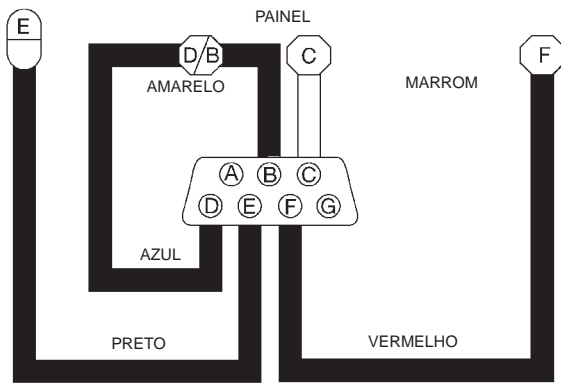 PAINEL
E
D/B
C
F
AMARELO
MARROM
A B C
D E F G
AZUL
PRETO
VERMELHO